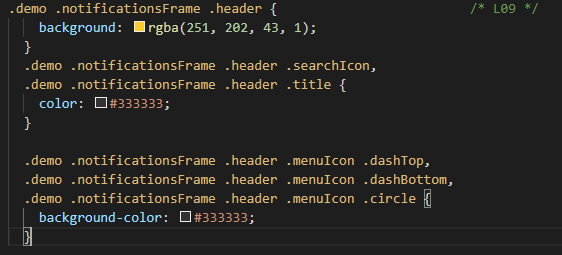 .demo .notificationsFrame .header { /* L09 */
background: rgba(251, 202, 43, 1);
}
.demo .notificationsFrame .header .searchIcon,
.demo .notificationsFrame .header .title {
color: #333333;
}
.demo .notificationsFrame .header .menuIcon .dashTop,
.demo .notificationsFrame .header .menuIcon .dashBottom,
.demo .notificationsFrame .header .menuIcon .circle {
background-color: #333333;
}